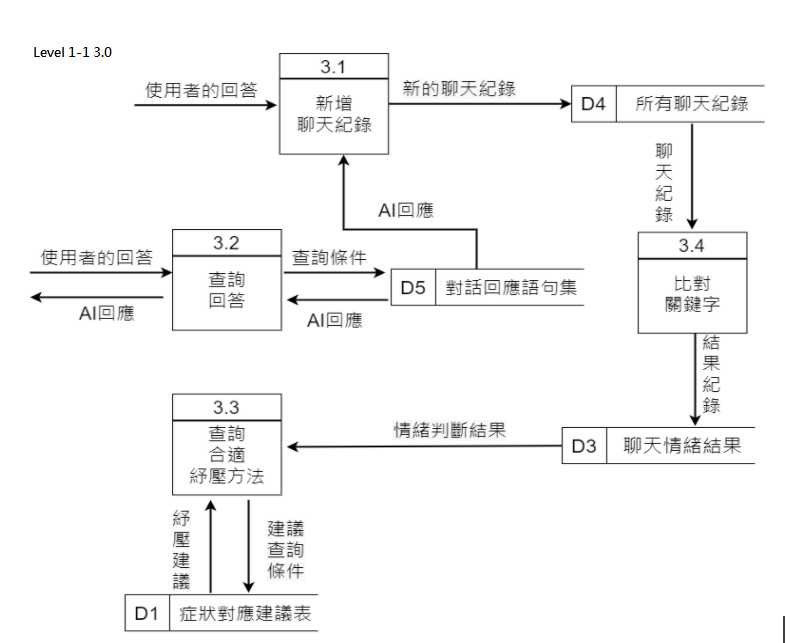 Level 1-1 3.0
3.1
使用者的回答
新增
聊天紀錄
新的聊天紀錄
D4
所有聊天紀錄
聊
天
紀
錄
AI回應
3.2
查詢
回答
使用者的回答
AI回應
查詢條件
AI回應
D5
對話回應語句集
3.4
比對
關鍵字
結
果
紀
錄
3.3
查詢
合適
紓壓方法
情緒判斷結果
D3
聊天情緒結果
紓
壓
建
議
建議
查詢
條件
D1
症狀對應建議表